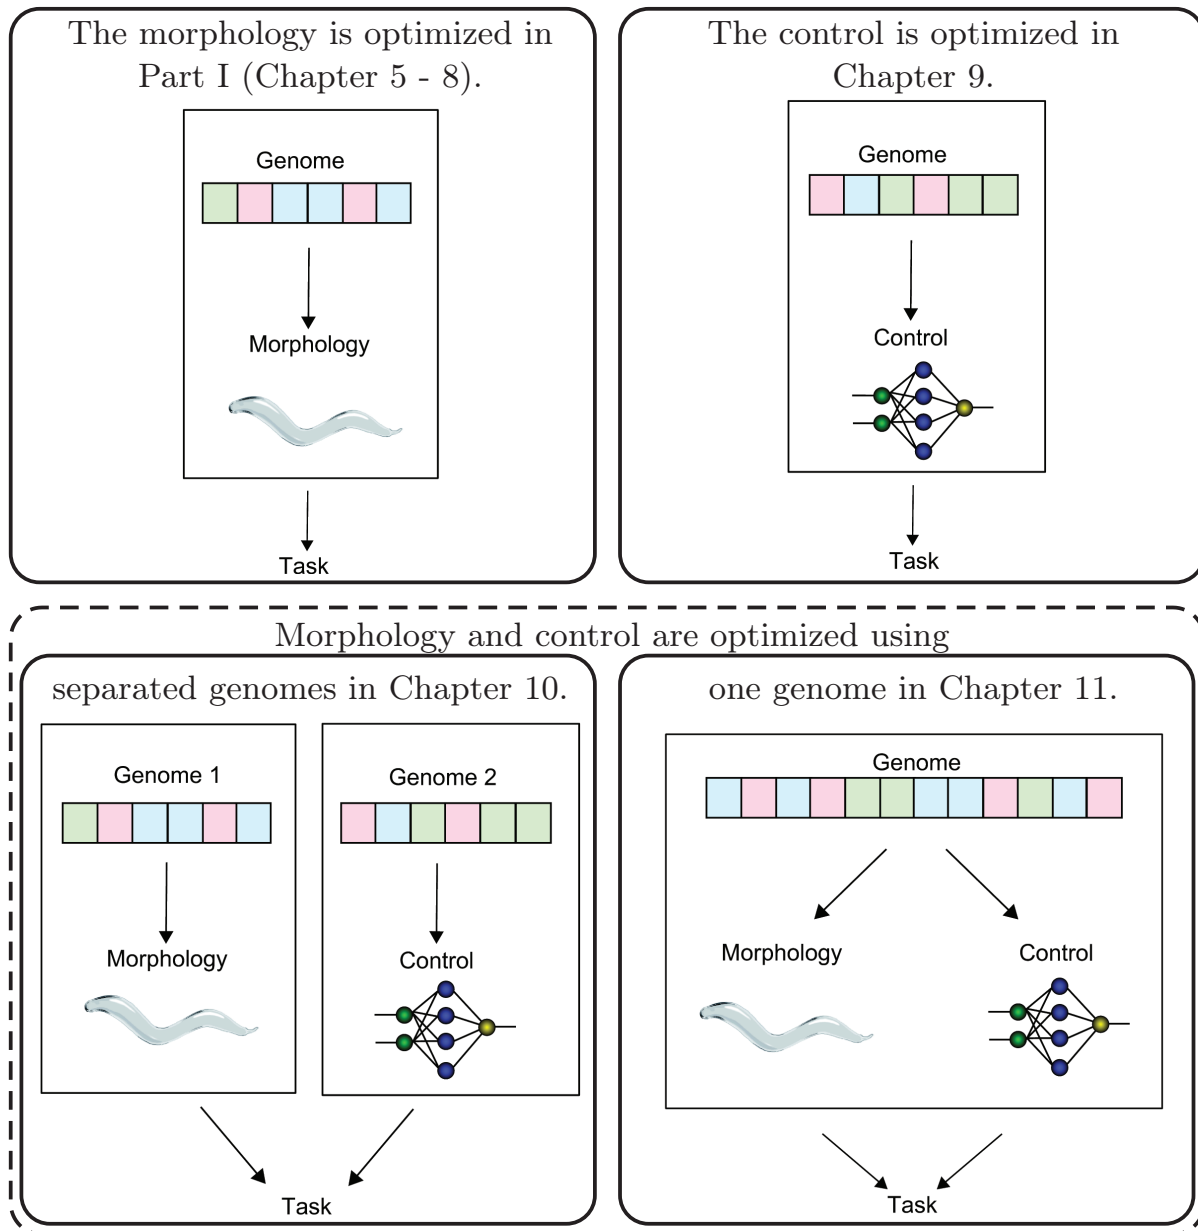 The morphology is optimized in
Part I (Chapter 5 - 8).
Genome
Morphology
Task
The control is optimized in
Chapter 9.
Genome
Control
Task
Morphology and control are optimized using
separated genomes in Chapter 10.
Genome 1
Morphology
Genome 2
Control
Task
one genome in Chapter 11.
Genome
Morphology
Control
Task